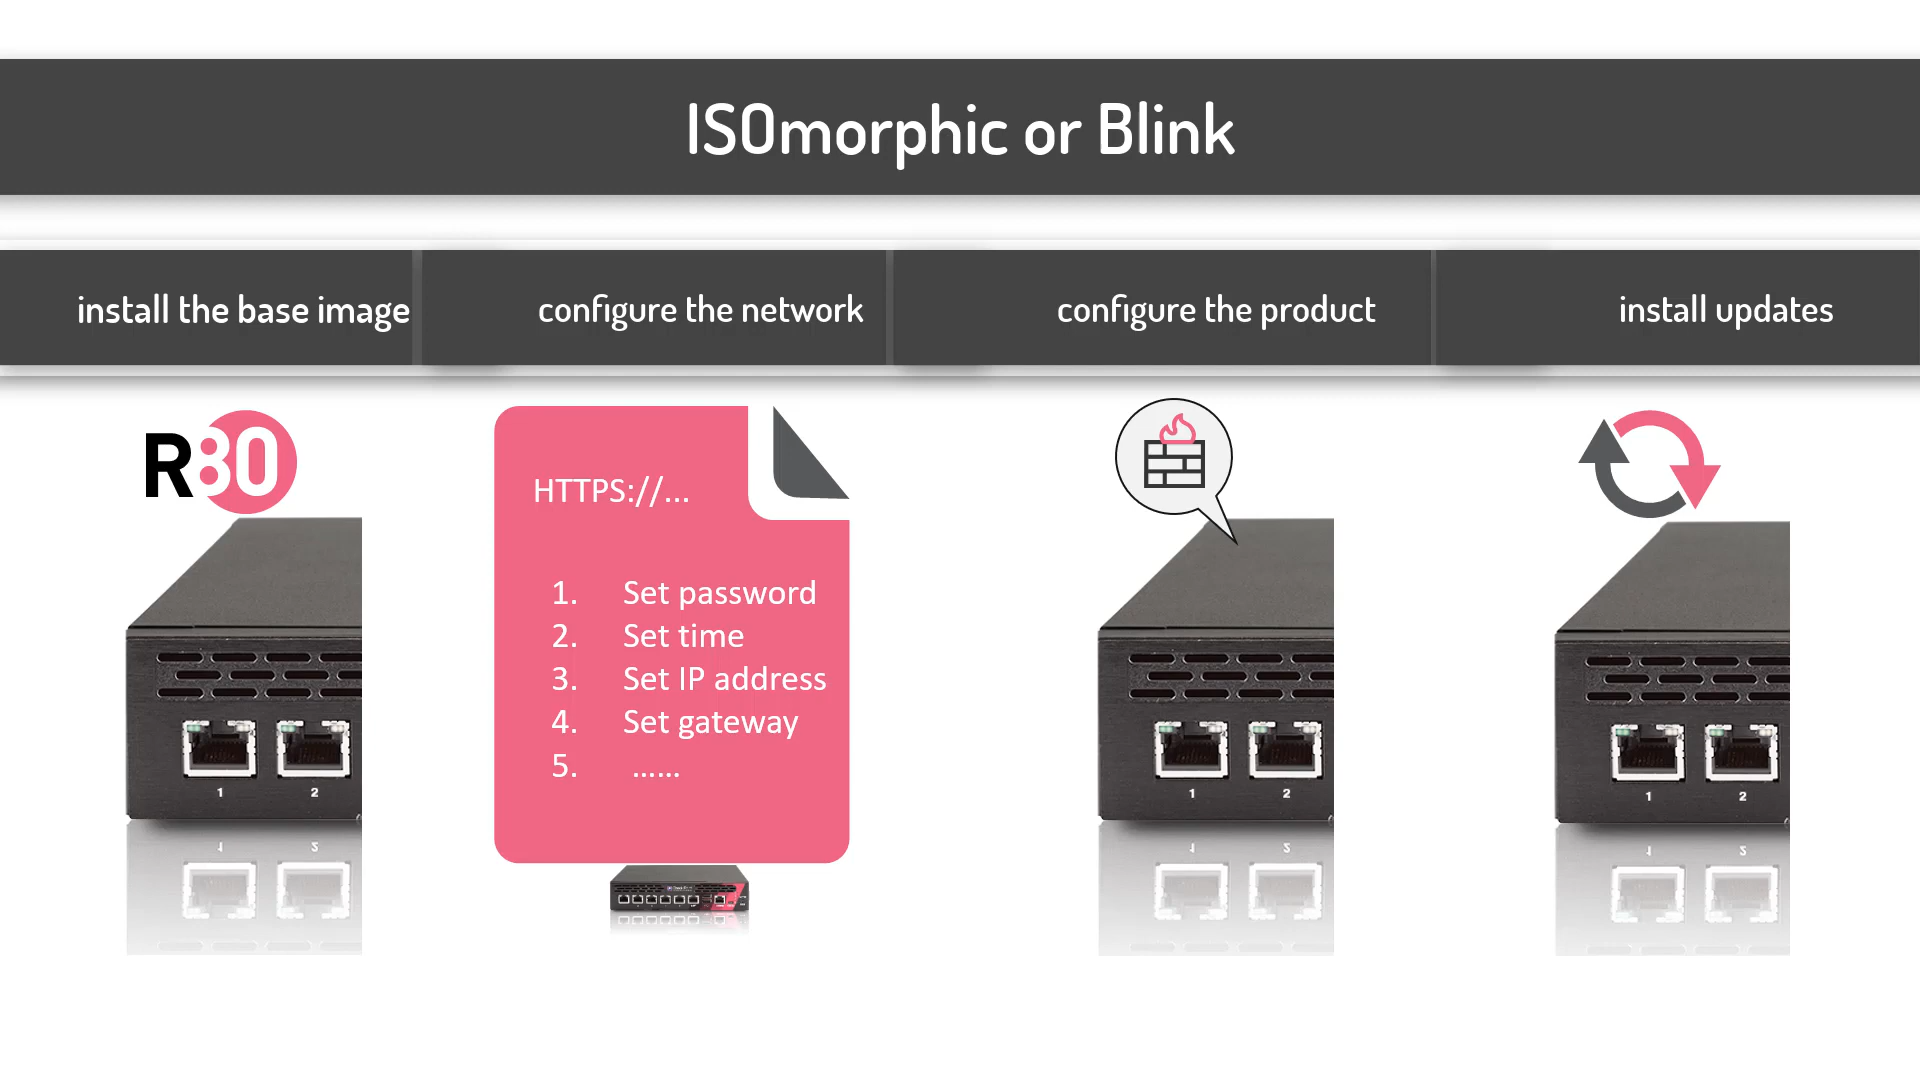 ISOmorphic or Blink
install the base image
configure the network
configure the product
install updates
R80
HTTPS://...
1. Set password
2. Set time
3. Set IP address
4. Set gateway
5. ......
1 2
1 2
1 2